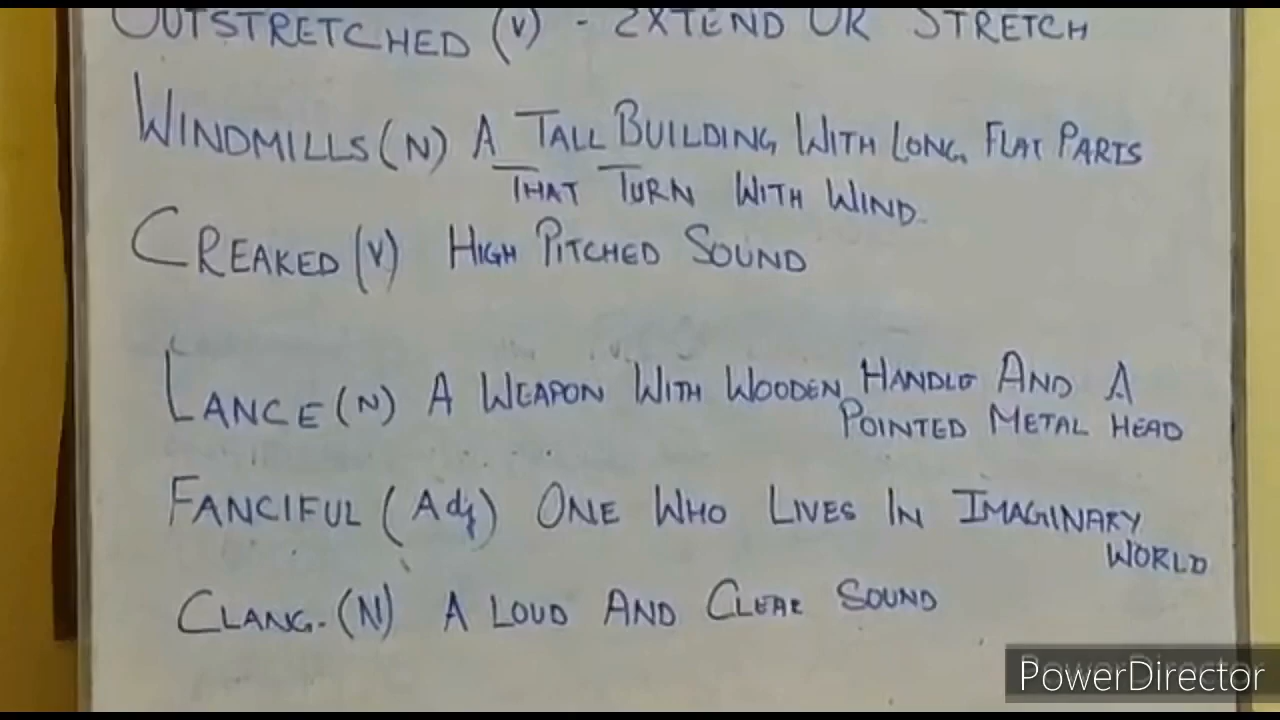 OUTSTRETCHED (V) - EXTEND OR STRETCH
WINDMILLS (N) A TALL BUILDING WITH LONG FLAT PARTS
THAT TURN WITH WIND.
CREAKED (V) HIGH PITCHED SOUND
LANCE (N) A WEAPON WITH WOODEN HANDLE AND A
POINTED METAL HEAD
FANCIFUL (Adj) ONE WHO LIVES IN IMAGINARY
WORLD
CLANG. (N) A LOUD AND CLEAR SOUND
PowerDirector